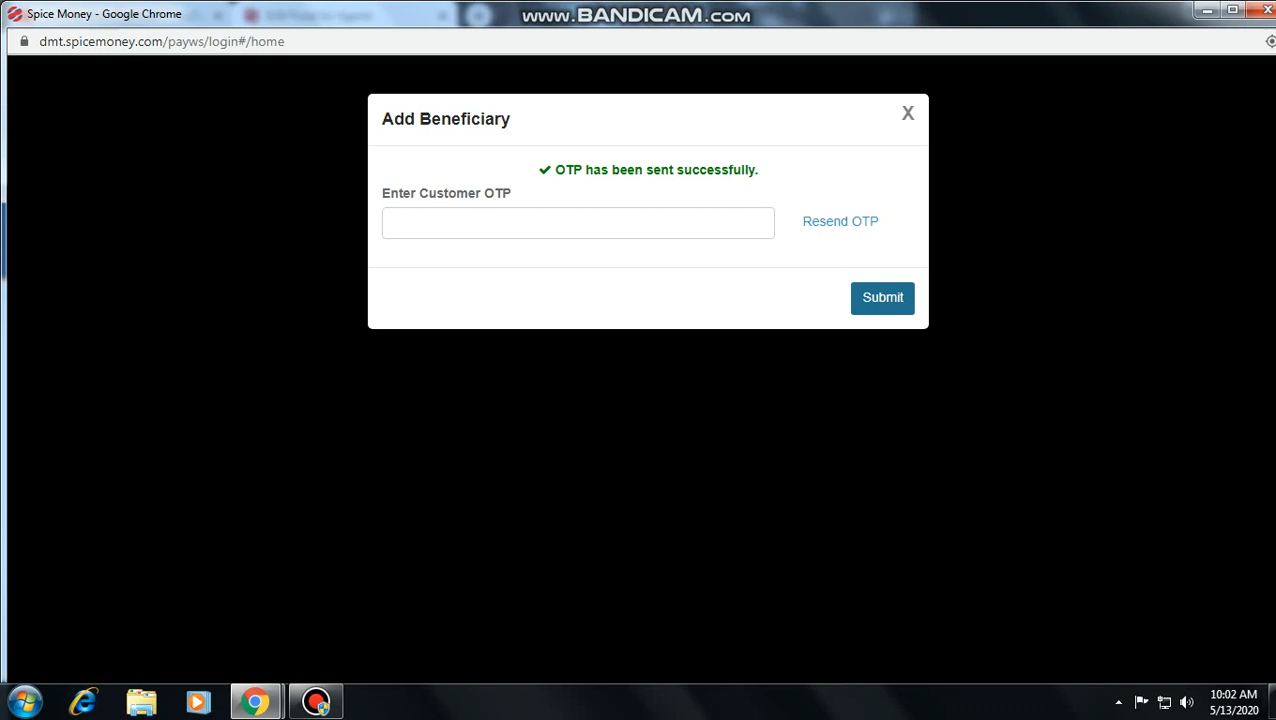 Spice Money - Google Chrome
www.BANDICAM.com
dmt.spicemoney.com/payws/login#/home
Add Beneficiary
X
✔ OTP has been sent successfully.
Enter Customer OTP
Resend OTP
Submit
10:02 AM
5/13/2020